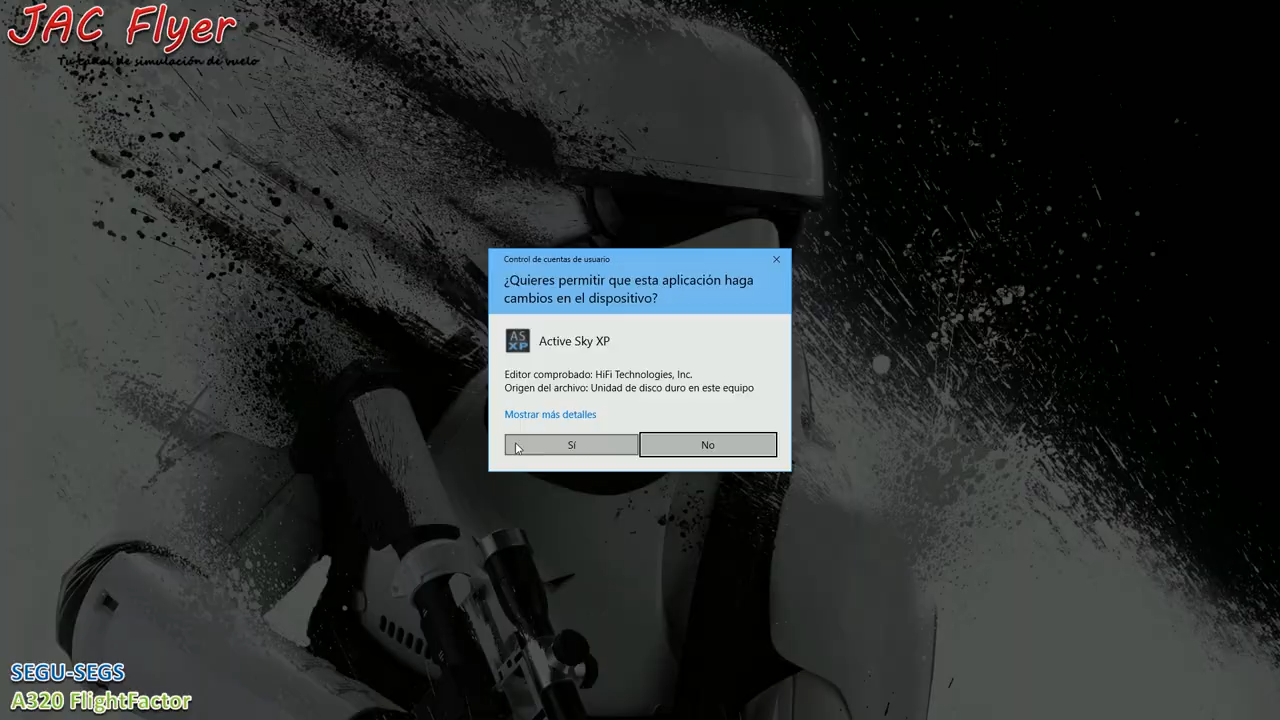 JAC Flyer
Tu canal de simulación de vuelo
Control de cuentas de usuario
¿Quieres permitir que esta aplicación haga
cambios en el dispositivo?
AS
XP
Active Sky XP
Editor comprobado: HiFi Technologies, Inc.
Origen del archivo: Unidad de disco duro en este equipo
Mostrar más detalles
Sí
No
SEGU-SEGS
A320 FlightFactor